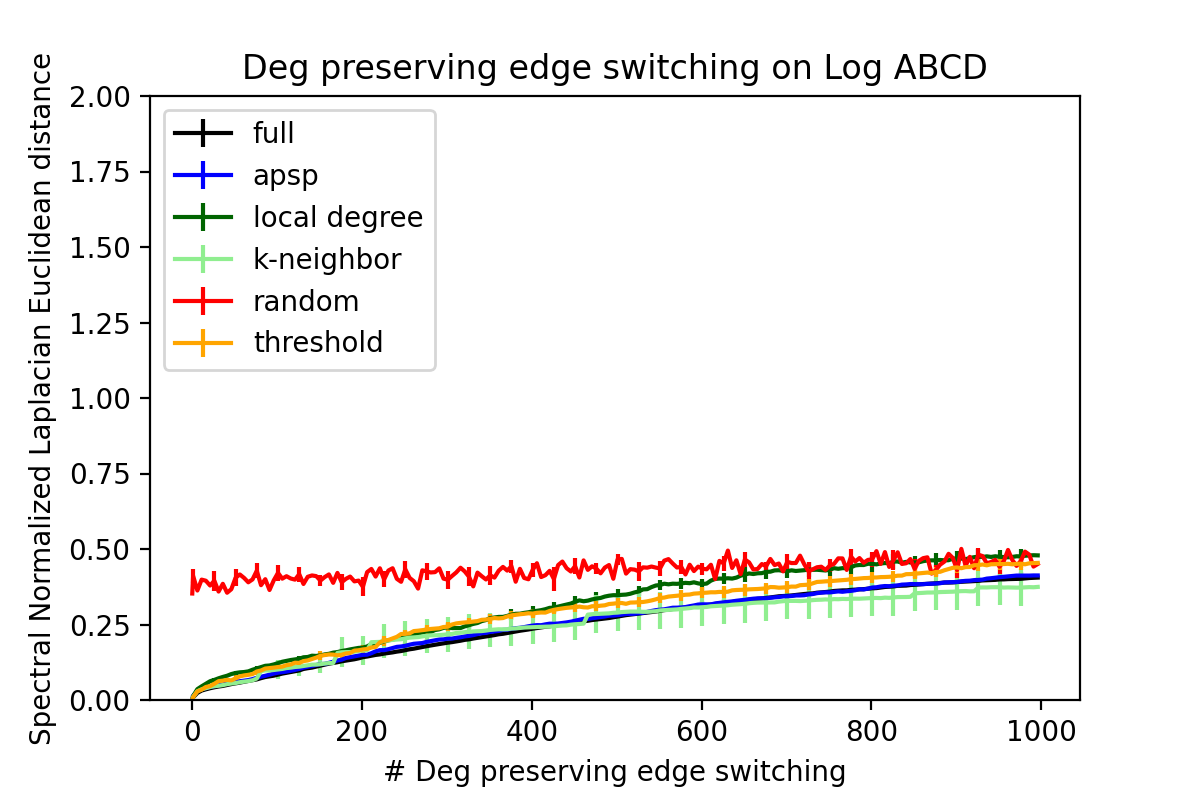 Deg preserving edge switching on Log ABCD
Spectral Normalized Laplacian Euclidean distance
2.00
1.75
1.50
1.25
1.00
0.75
0.50
0.25
0.00
full
apsp
local degree
k-neighbor
random
threshold
0 200 400 600 800 1000
# Deg preserving edge switching